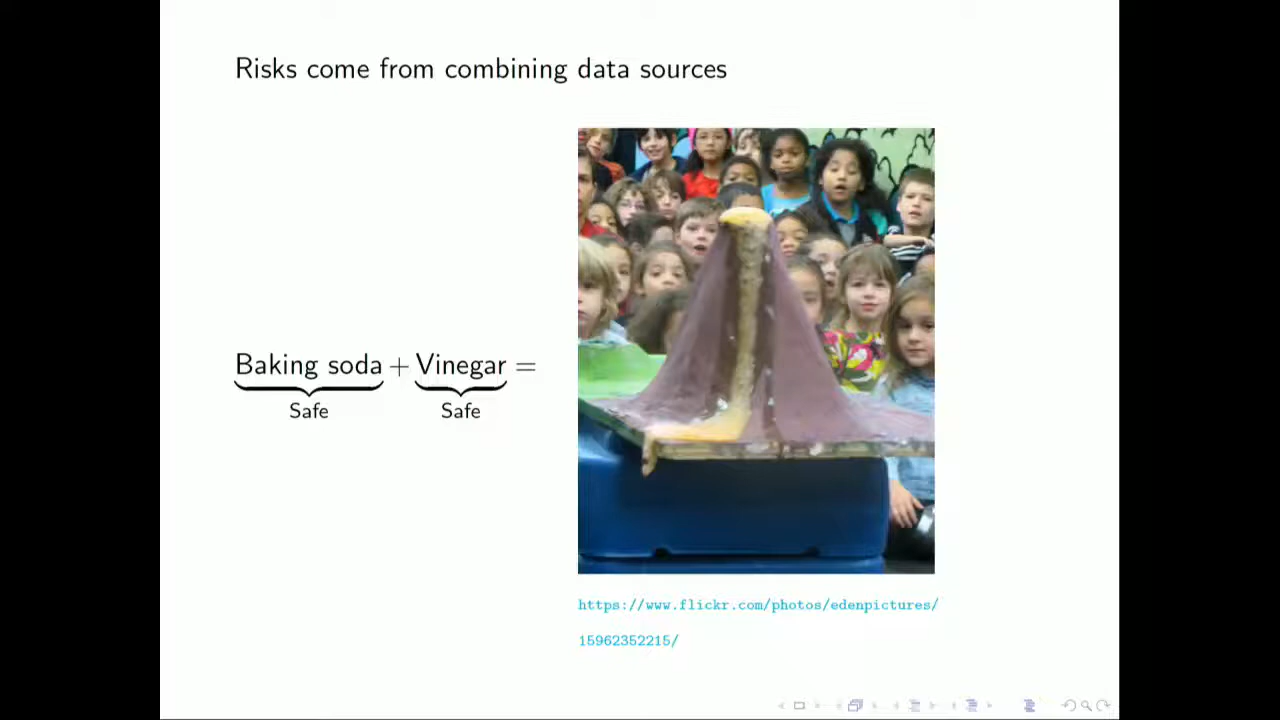 Risks come from combining data sources
Baking soda + Vinegar =
Safe Safe
https://www.flickr.com/photos/edenpictures/
15962352215/